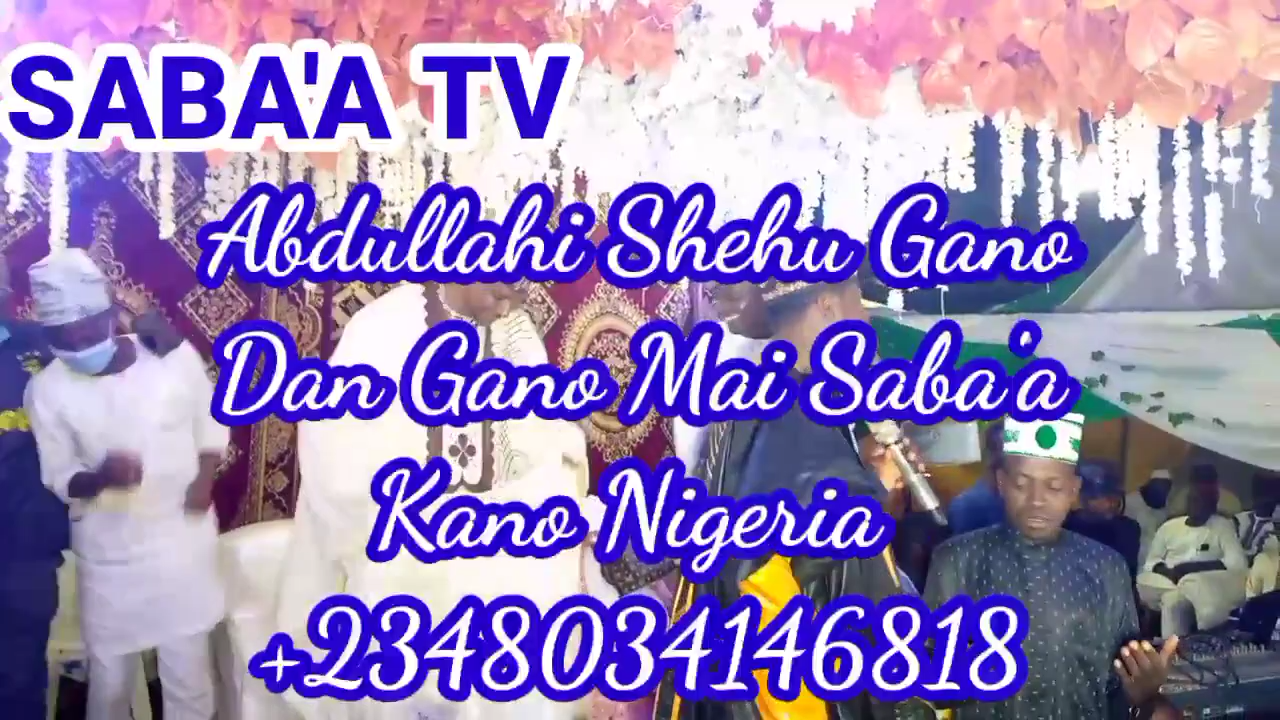 SABA'A TV
Abdullahi Shehu Gano
Dan Gano Mai Saba'a
Kano Nigeria
+2348034146818